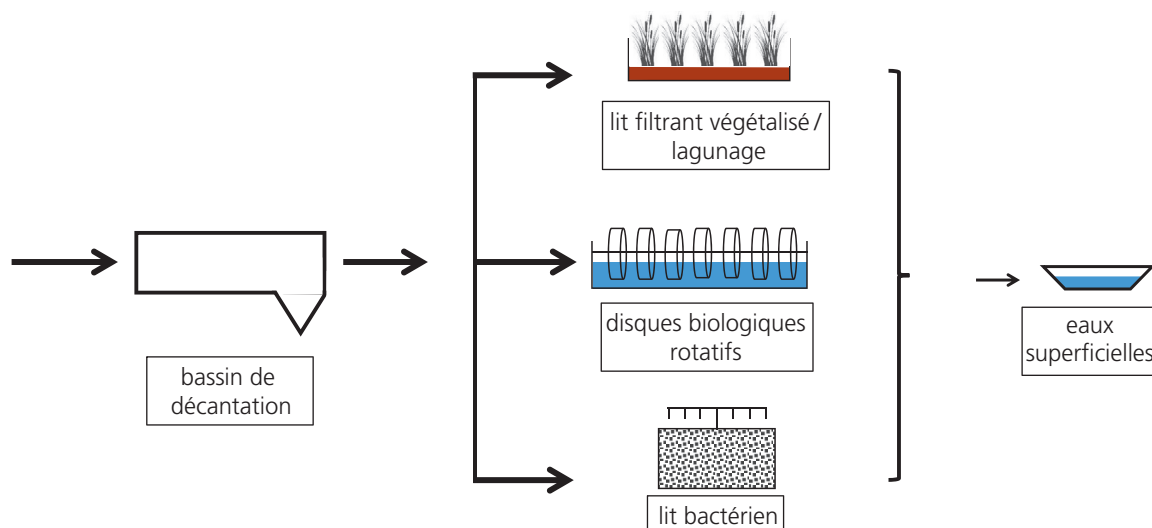 lit filtrant végétalisé /
lagunage
disques biologiques
rotatifs
eaux
superficielles
bassin de
décantation
lit bactérien